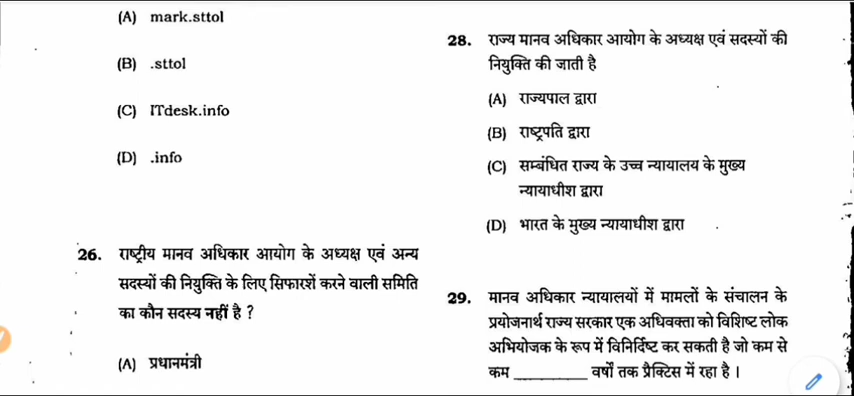 (A) mark.sttol
(B) .sttol
(C) ITdesk.info
(D) .info
26. राष्ट्रीय मानव अधिकार आयोग के अध्यक्ष एवं अन्य
सदस्यों की नियुक्ति के लिए सिफारशें करने वाली समिति
का कौन सदस्य नहीं है ?
(A) प्रधानमंत्री
28. राज्य मानव अधिकार आयोग के अध्यक्ष एवं सदस्यों की
नियुक्ति की जाती है
(A) राज्यपाल द्वारा
(B) राष्ट्रपति द्वारा
(C) सम्बंधित राज्य के उच्च न्यायालय के मुख्य
न्यायाधीश द्वारा
(D) भारत के मुख्य न्यायाधीश द्वारा
29. मानव अधिकार न्यायालयों में मामलों के संचालन के
प्रयोजनार्थ राज्य सरकार एक अधिवक्ता को विशिष्ट लोक
अभियोजक के रूप में विनिर्दिष्ट कर सकती है जो कम से
कम ________ वर्षों तक प्रैक्टिस में रहा है ।